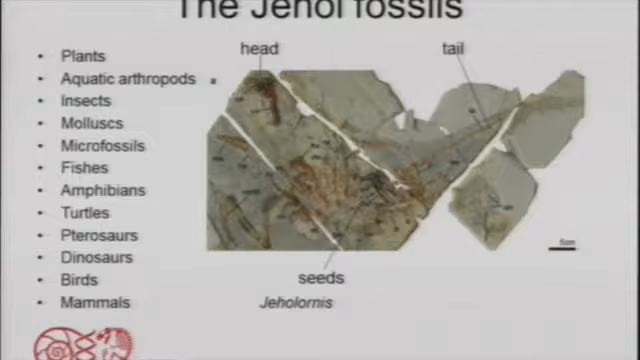 The Jehol fossils
head
tail
• Plants
• Aquatic arthropods
• Insects
• Molluscs
• Microfossils
• Fishes
• Amphibians
• Turtles
• Pterosaurs
• Dinosaurs
• Birds
• Mammals
5cm
seeds
Jeholornis